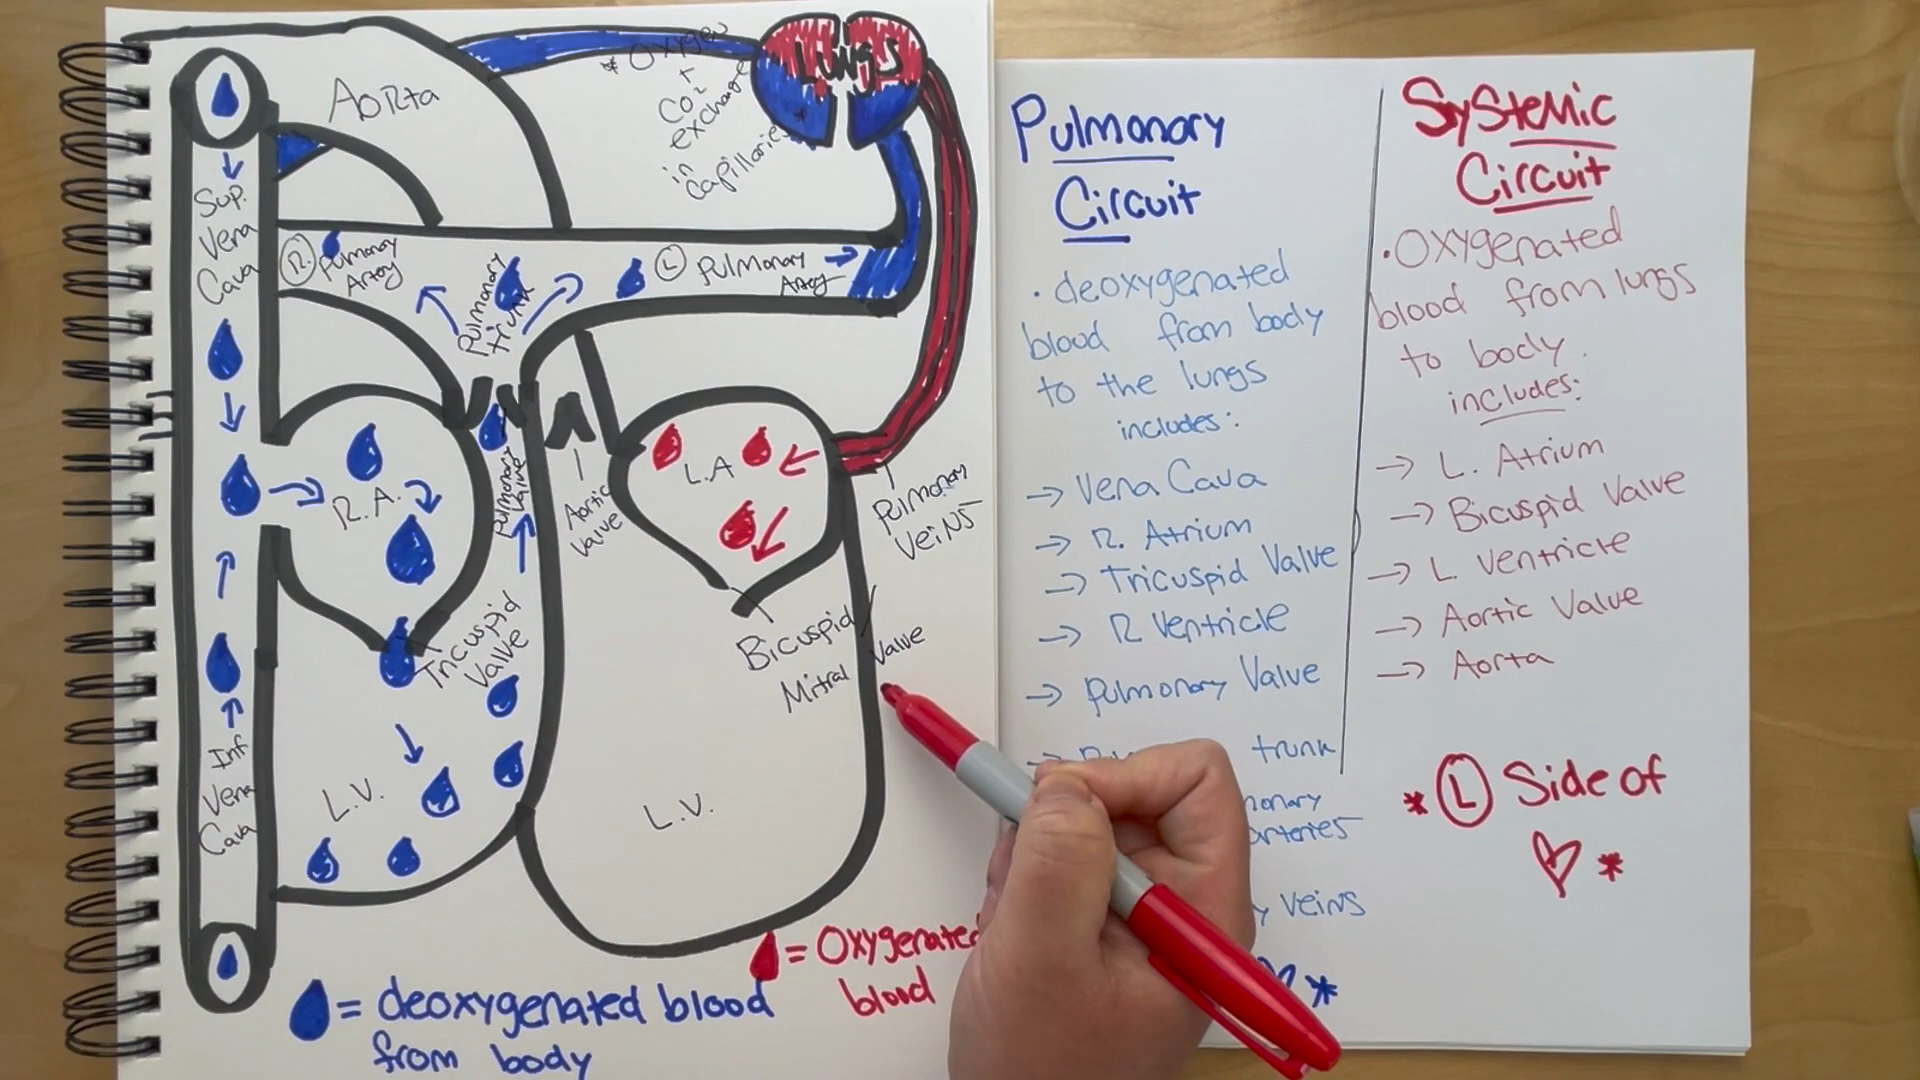 Aorta
* Oxygen
+
CO2
exchange
in
capillaries *
LUNGS
Sup.
Vena
Cava
R.
Pulmonary
Artery
Pulmonary
trunk
L
Pulmonary
Artery
R.A.
Pulmonary
Valve
Aortic
Valve
L.A
Pulmonary
Veins
Tricuspid
Valve
Bicuspid/
Mitral Valve
Inf
Vena
Cava
L.V.
L.V.
= deoxygenated blood
from body
= Oxygenated
blood
Pulmonary
Circuit
• deoxygenated
blood from body
to the lungs
includes:
→ Vena Cava
→ R. Atrium
→ Tricuspid Valve
→ R Ventricle
→ Pulmonary Valve
→ trunk
arteries
veins
*
Systemic
Circuit
• Oxygenated
blood from lungs
to body.
includes:
→ L. Atrium
→ Bicuspid Valve
→ L Ventricle
→ Aortic Valve
→ Aorta
* L Side of
♡ *